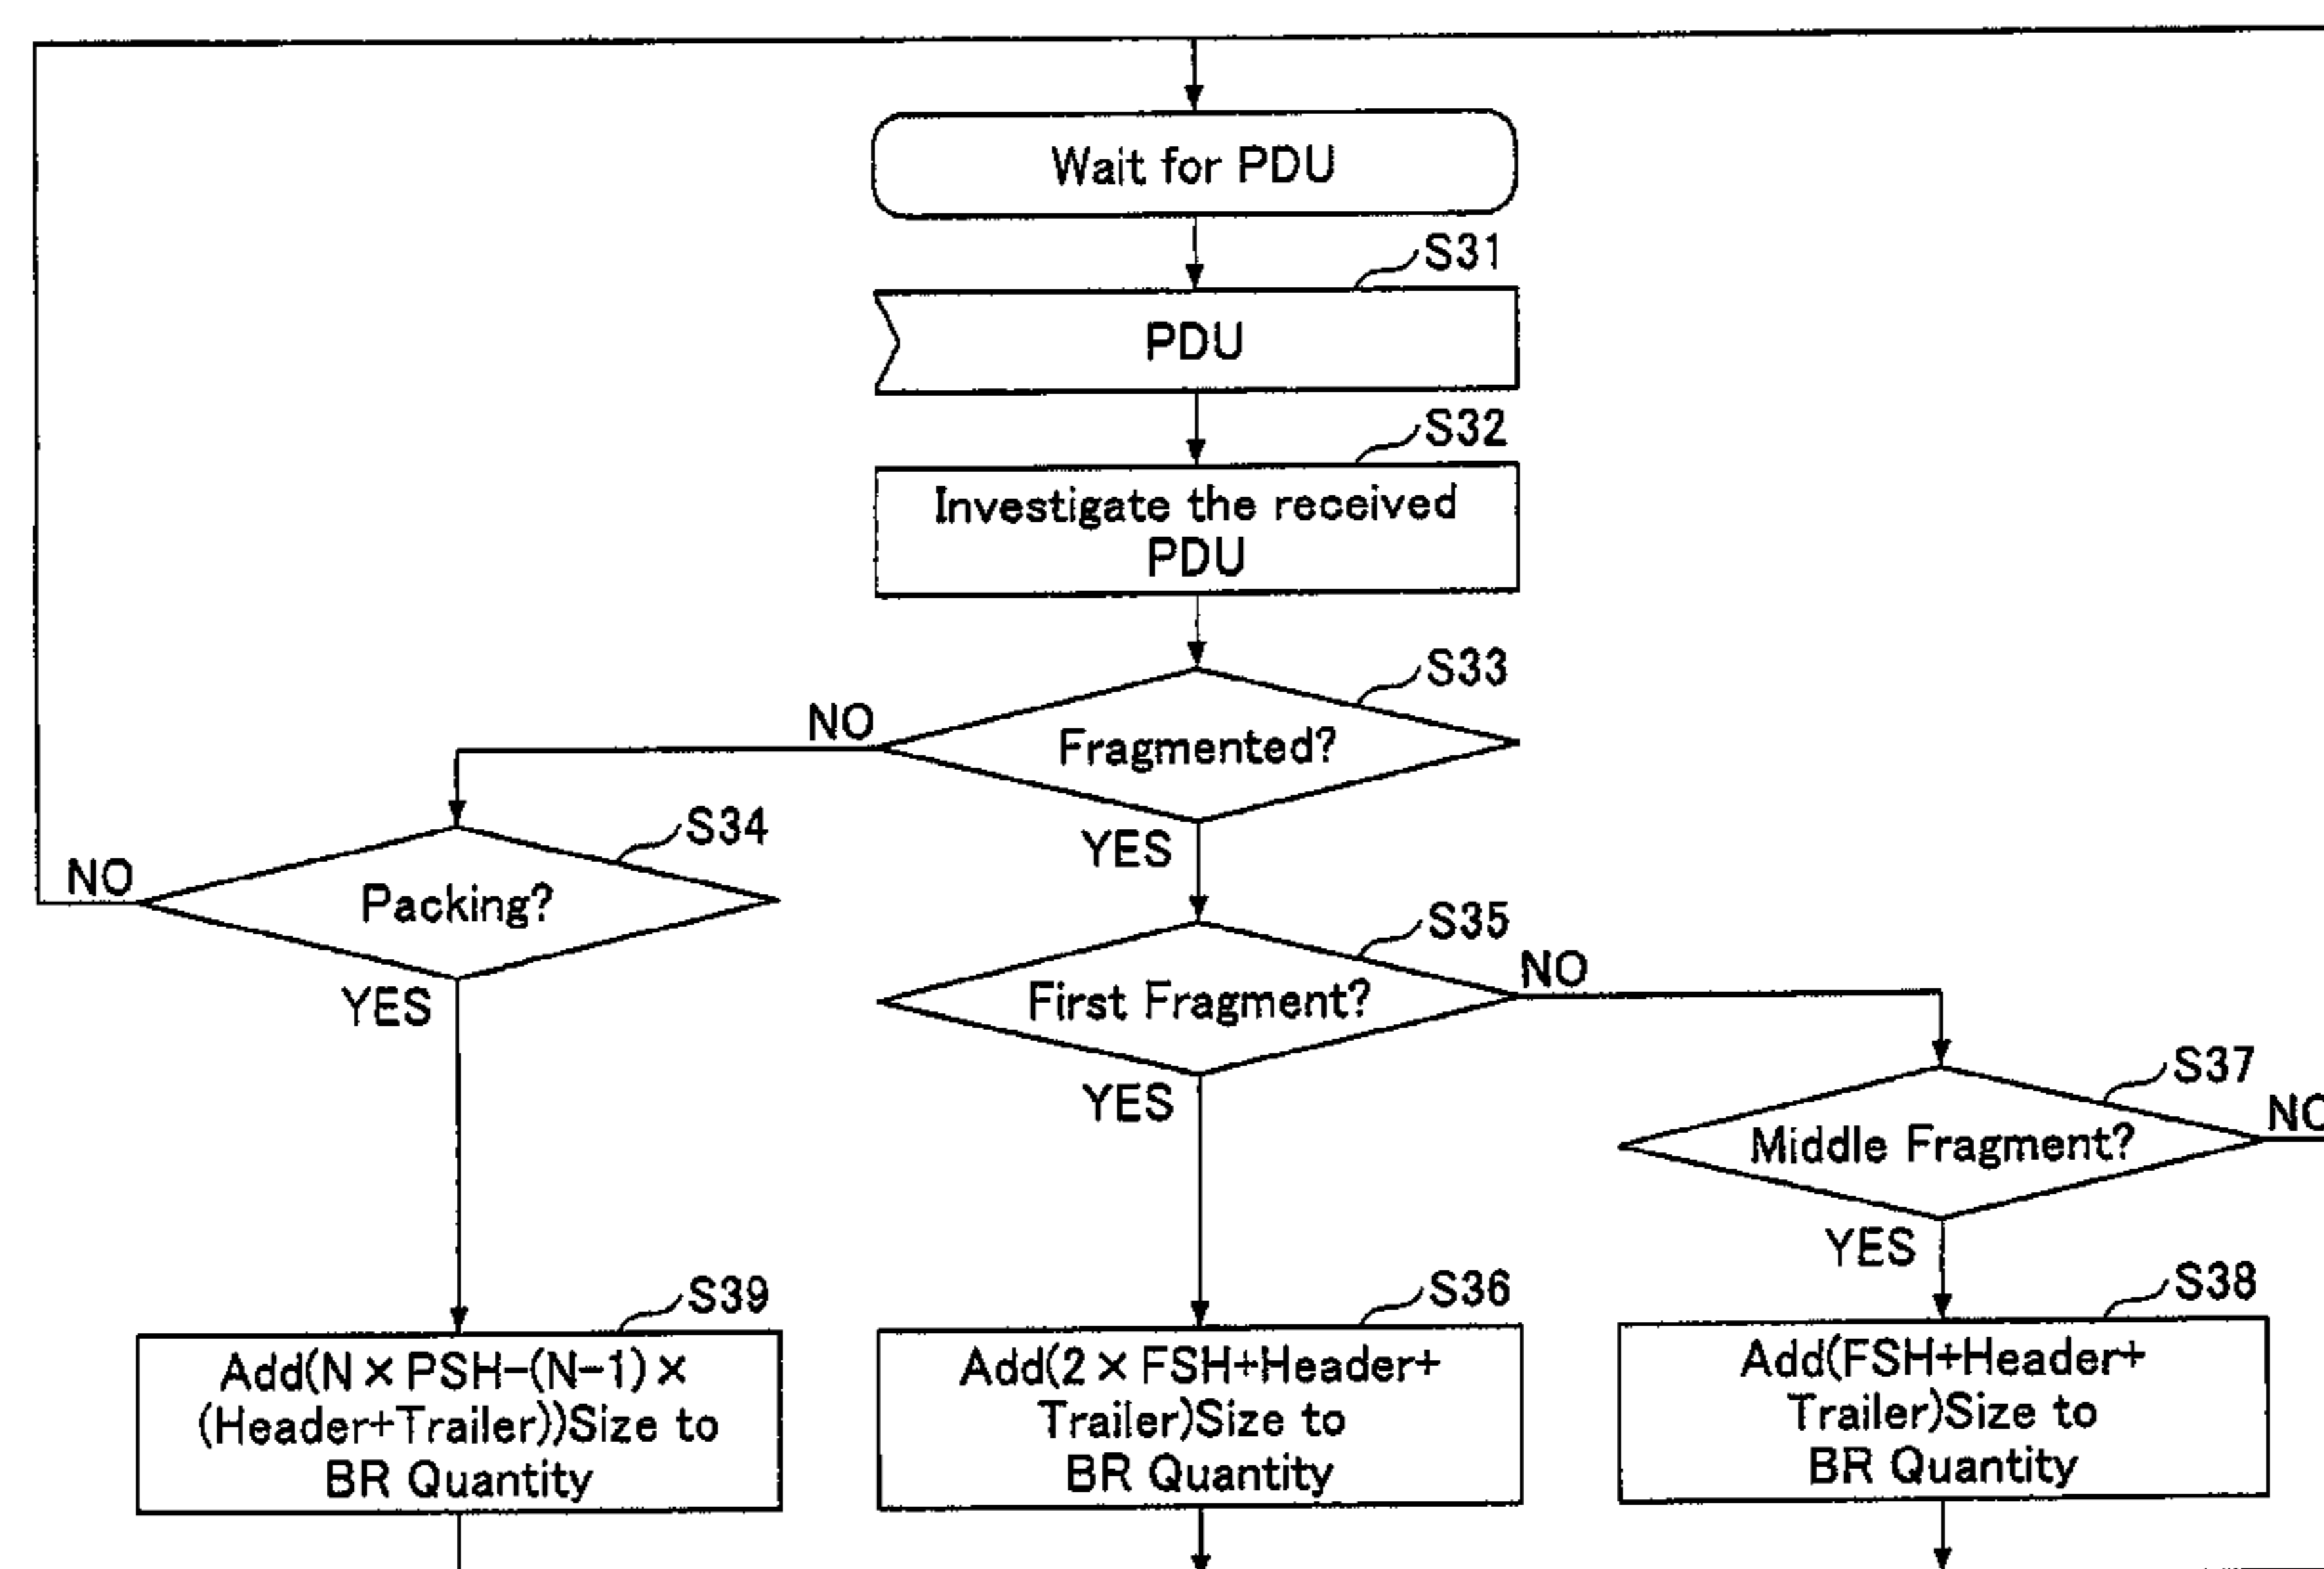 Wait for PDU
S31
PDU
S32
Investigate the received
PDU
S33
NO
Fragmented?
YES
S34
NO
Packing?
YES
S35
NO
First Fragment?
YES
S37
NO
Middle Fragment?
YES
S39
Add(N×PSH-(N-1)×
(Header+Trailer))Size to
BR Quantity
S36
Add(2×FSH+Header+
Trailer)Size to
BR Quantity
S38
Add(FSH+Header+
Trailer)Size to
BR Quantity